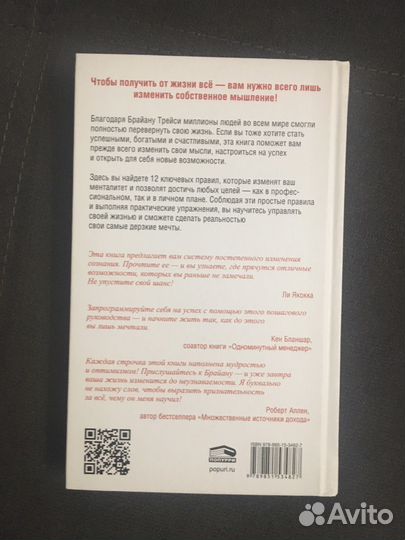 Чтобы получить от жизни всё — вам нужно всего лишь
изменить собственное мышление!
Благодаря Брайану Трейси миллионы людей во всем мире смогли
полностью перевернуть свою жизнь. Если вы тоже хотите стать
успешными, богатыми и счастливыми, эта книга поможет вам
прежде всего изменить свои мысли, настроиться на успех
и открыть для себя новые возможности.
Здесь вы найдете 12 ключевых правил, которые изменят ваш
менталитет и позволят достичь любых целей — как в профес-
сиональном, так и в личном плане. Соблюдая эти простые правила
и выполняя практические упражнения, вы научитесь управлять
своей жизнью и сможете сделать реальностью
свои самые дерзкие мечты.
Эта книга предлагает вам систему постепенного изменения
сознания. Прочтите ее — и вы узнаете, где прячутся отличные
возможности, которых вы раньше не замечали.
Не упустите свой шанс!
Ли Якокка
Запрограммируйте себя на успех с помощью этого пошагового
руководства — и начните жить так, как до этого
вы лишь мечтали.
Кен Бланшар,
соавтор книги «Одноминутный менеджер»
Каждая строчка этой книги наполнена мудростью
и оптимизмом! Прислушайтесь к Брайану — и уже завтра
ваша жизнь изменится до неузнаваемости. Я буквально
не нахожу слов, чтобы выразить признательность
за всё, чему он меня научил!
Роберт Аллен,
автор бестселлера «Множественные источники дохода»
ПОПУРРИ
popuri.ru
ISBN 978-985-15-3482-7
9789851534827
Avito